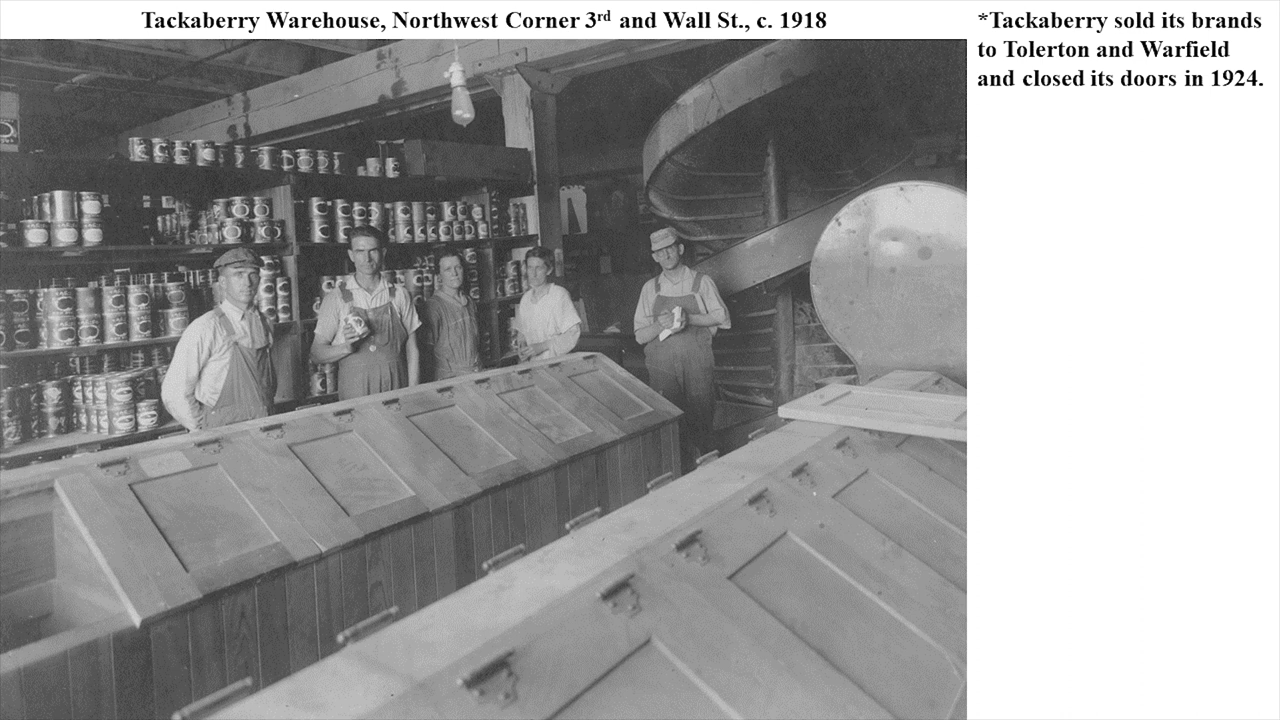 Tackaberry Warehouse, Northwest Corner 3rd and Wall St., c. 1918
*Tackaberry sold its brands
to Tolerton and Warfield
and closed its doors in 1924.